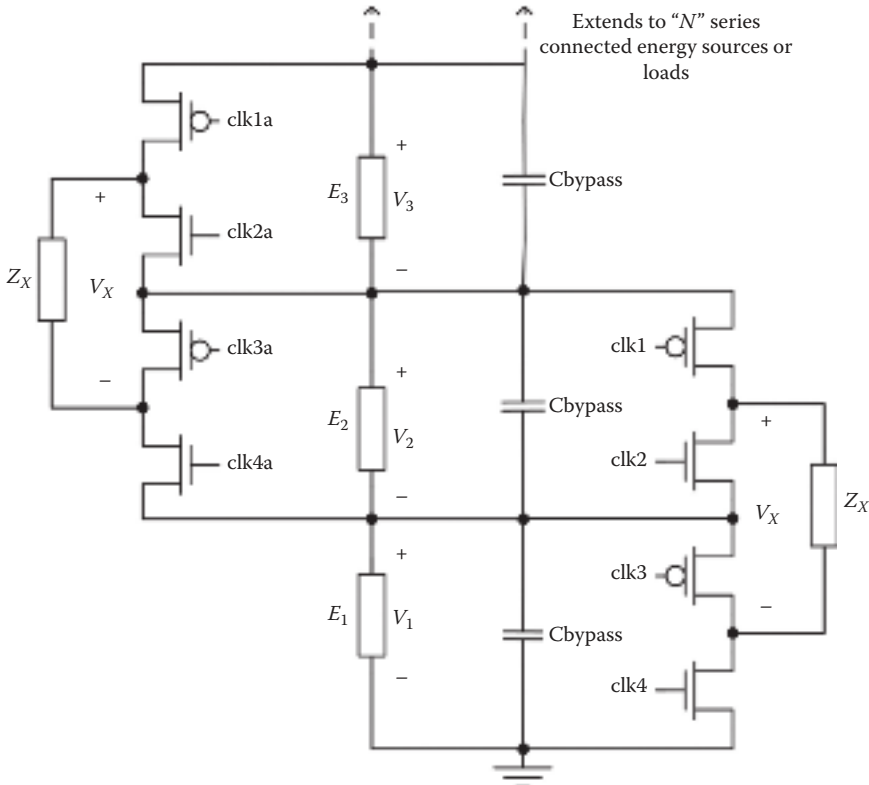 Extends to “N” series
connected energy sources or
loads
clk1a
+
+
E3
V3
Cbypass
clk2a
ZX
VX
−
clk3a
clk1
−
+
E2
V2
Cbypass
+
clk4a
clk2
−
VX
ZX
+
clk3
−
E1
V1
Cbypass
−
clk4